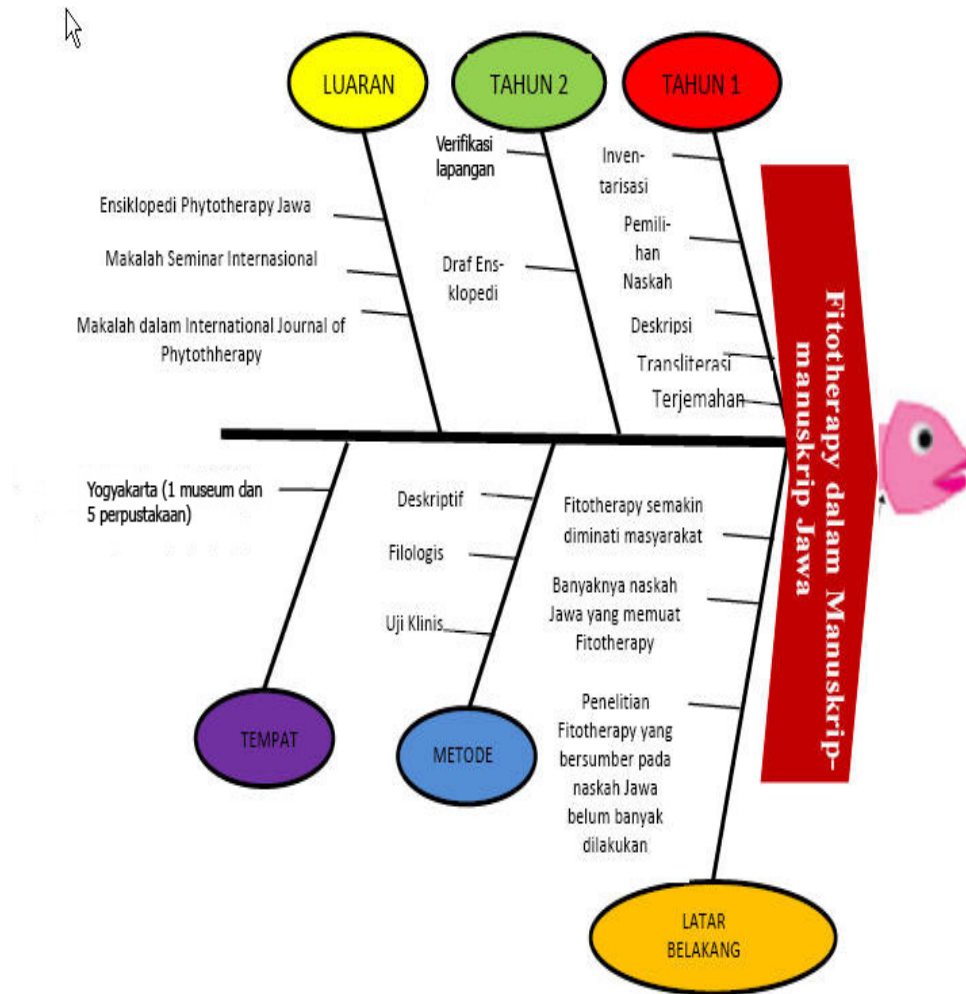 LUARAN
TAHUN 2
TAHUN 1
Ensiklopedi Phytotherapy Jawa
Makalah Seminar Internasional
Makalah dalam International Journal of
Phytothherapy
Verifikasi
lapangan
Draf Ens-
klopedi
Inven-
tarisasi
Pemili-
han
Naskah
Deskripsi
Transliterasi
Terjemahan
Fitotherapy dalam Manuskrip-
manuskrip Jawa
Yogyakarta (1 museum dan
5 perpustakaan)
Deskriptif
Filologis
Uji Klinis
Fitotherapy semakin
diminati masyarakat
Banyaknya naskah
Jawa yang memuat
Fitotherapy
Penelitian
Fitotherapy yang
bersumber pada
naskah Jawa
belum banyak
dilakukan
TEMPAT
METODE
LATAR
BELAKANG